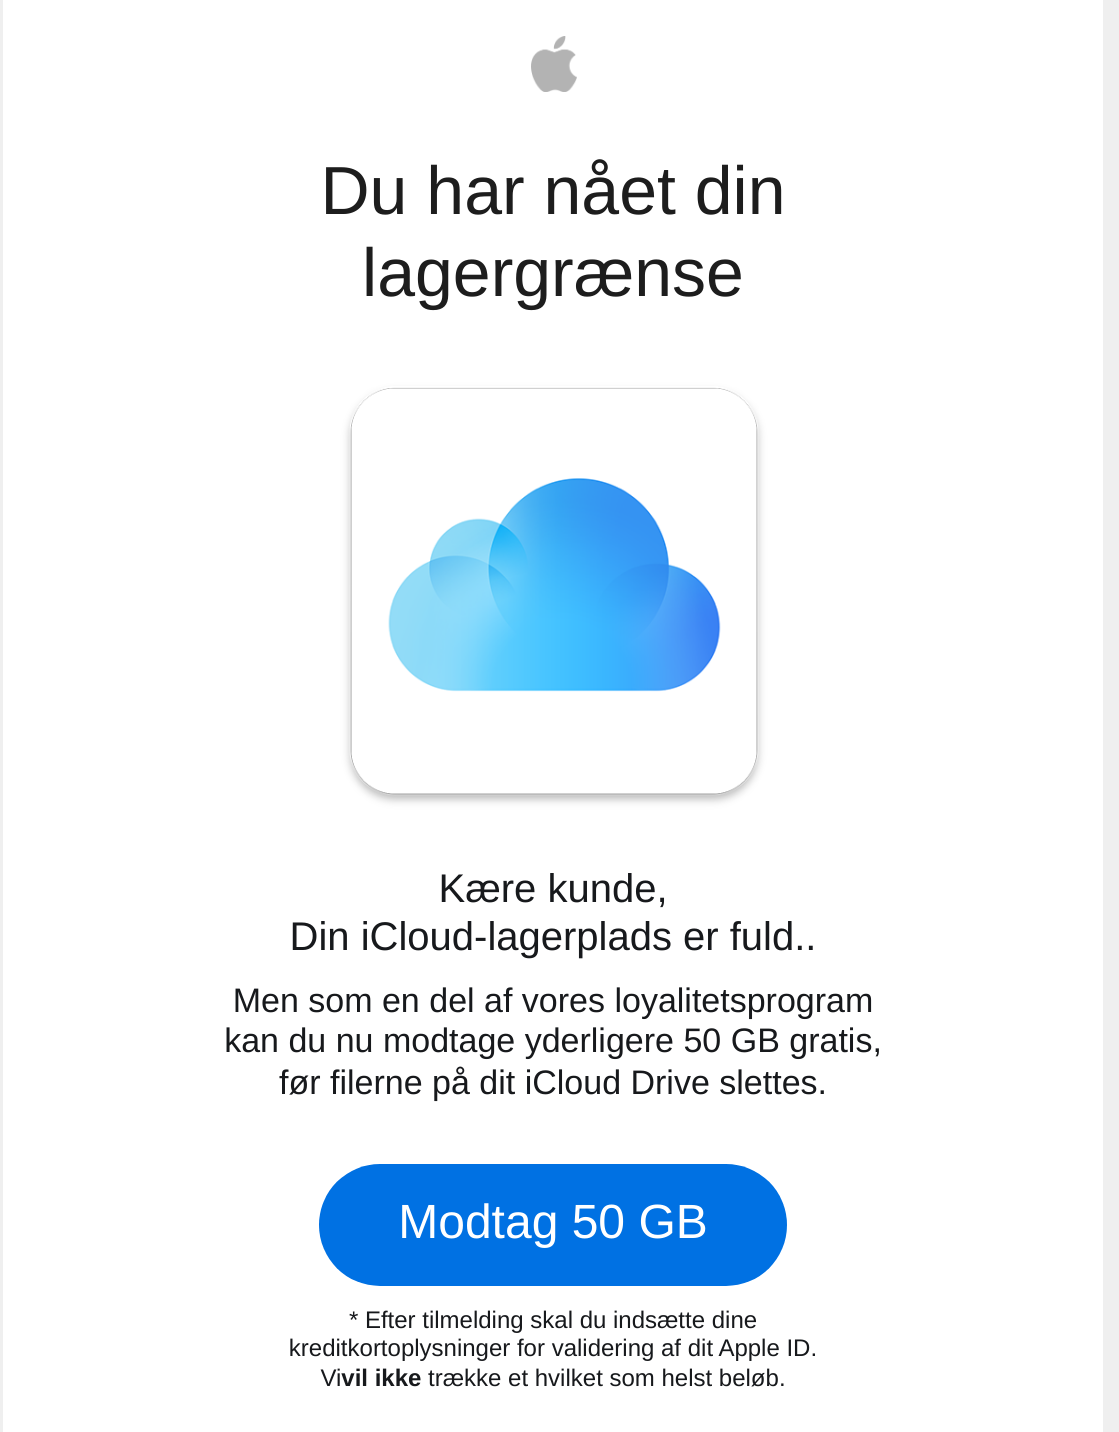 Du har nået din
lagergrænse
Kære kunde,
Din iCloud-lagerplads er fuld..
Men som en del af vores loyalitetsprogram
kan du nu modtage yderligere 50 GB gratis,
før filerne på dit iCloud Drive slettes.
Modtag 50 GB
* Efter tilmelding skal du indsætte dine
kreditkortoplysninger for validering af dit Apple ID.
Vivil ikke trække et hvilket som helst beløb.